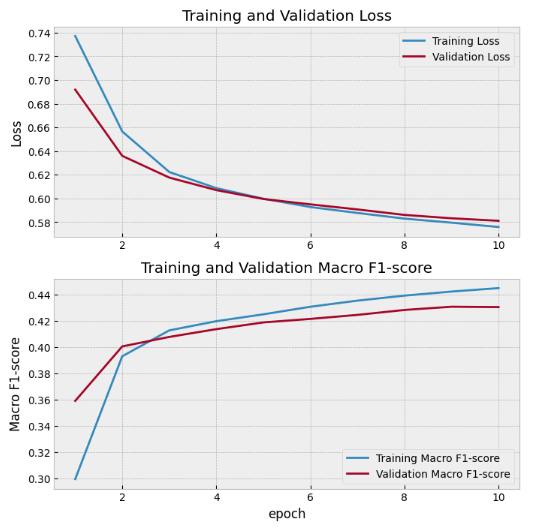 Training and Validation Loss
0.74
0.72
0.70
0.68
0.66
0.64
0.62
0.60
0.58
Loss
Training Loss
Validation Loss
2 4 6 8 10
Training and Validation Macro F1-score
0.44
0.42
0.40
0.38
0.36
0.34
0.32
0.30
Macro F1-score
Training Macro F1-score
Validation Macro F1-score
2 4 6 8 10
epoch